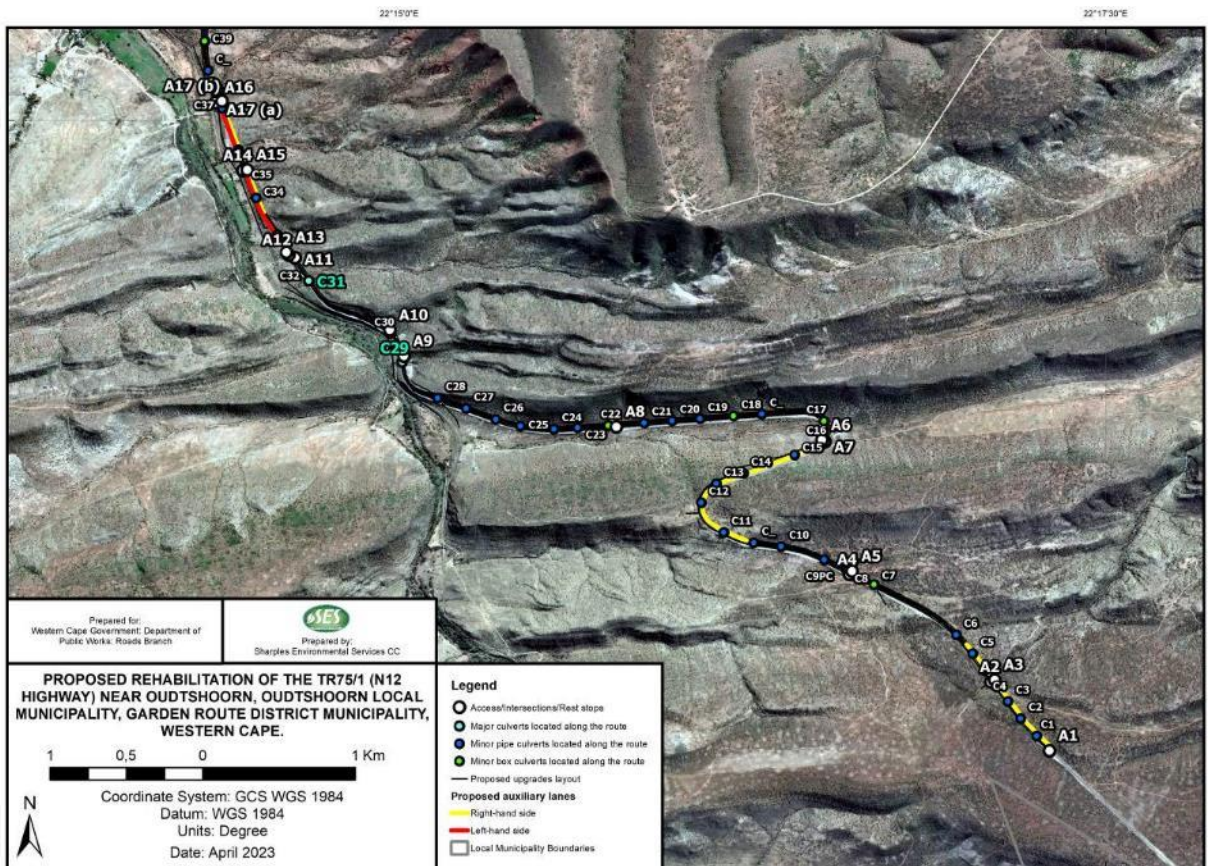 22°15'0"E
22°17'30"E
C39
C_
A17 (b)
A16
C37
A17 (a)
A14
A15
C35
C34
A12
A13
A11
C32
C31
C30
A10
C29
A9
C28
C27
C26
C25
C24
C23
C22
A8
C21
C20
C19
C18
C_
C17
A6
C16
A7
C15
C14
C13
C12
C11
C_
C10
A4
A5
C9PC
C8
C7
C6
C5
A2
A3
C4
C3
C2
C1
A1
Prepared for:
Western Cape Government: Department of
Public Works: Roads Branch
SES
Prepared by:
Sharples Environmental Services CC
PROPOSED REHABILITATION OF THE TR75/1 (N12
HIGHWAY) NEAR OUDTSHOORN, OUDTSHOORN LOCAL
MUNICIPALITY, GARDEN ROUTE DISTRICT MUNICIPALITY,
WESTERN CAPE.
1 0,5 0 1 Km
N
Coordinate System: GCS WGS 1984
Datum: WGS 1984
Units: Degree
Date: April 2023
Legend
Access/Intersections/Rest stops
Major culverts located along the route
Minor pipe culverts located along the route
Minor box culverts located along the route
Proposed upgrades layout
Proposed auxiliary lanes
Right-hand side
Left-hand side
Local Municipality Boundaries